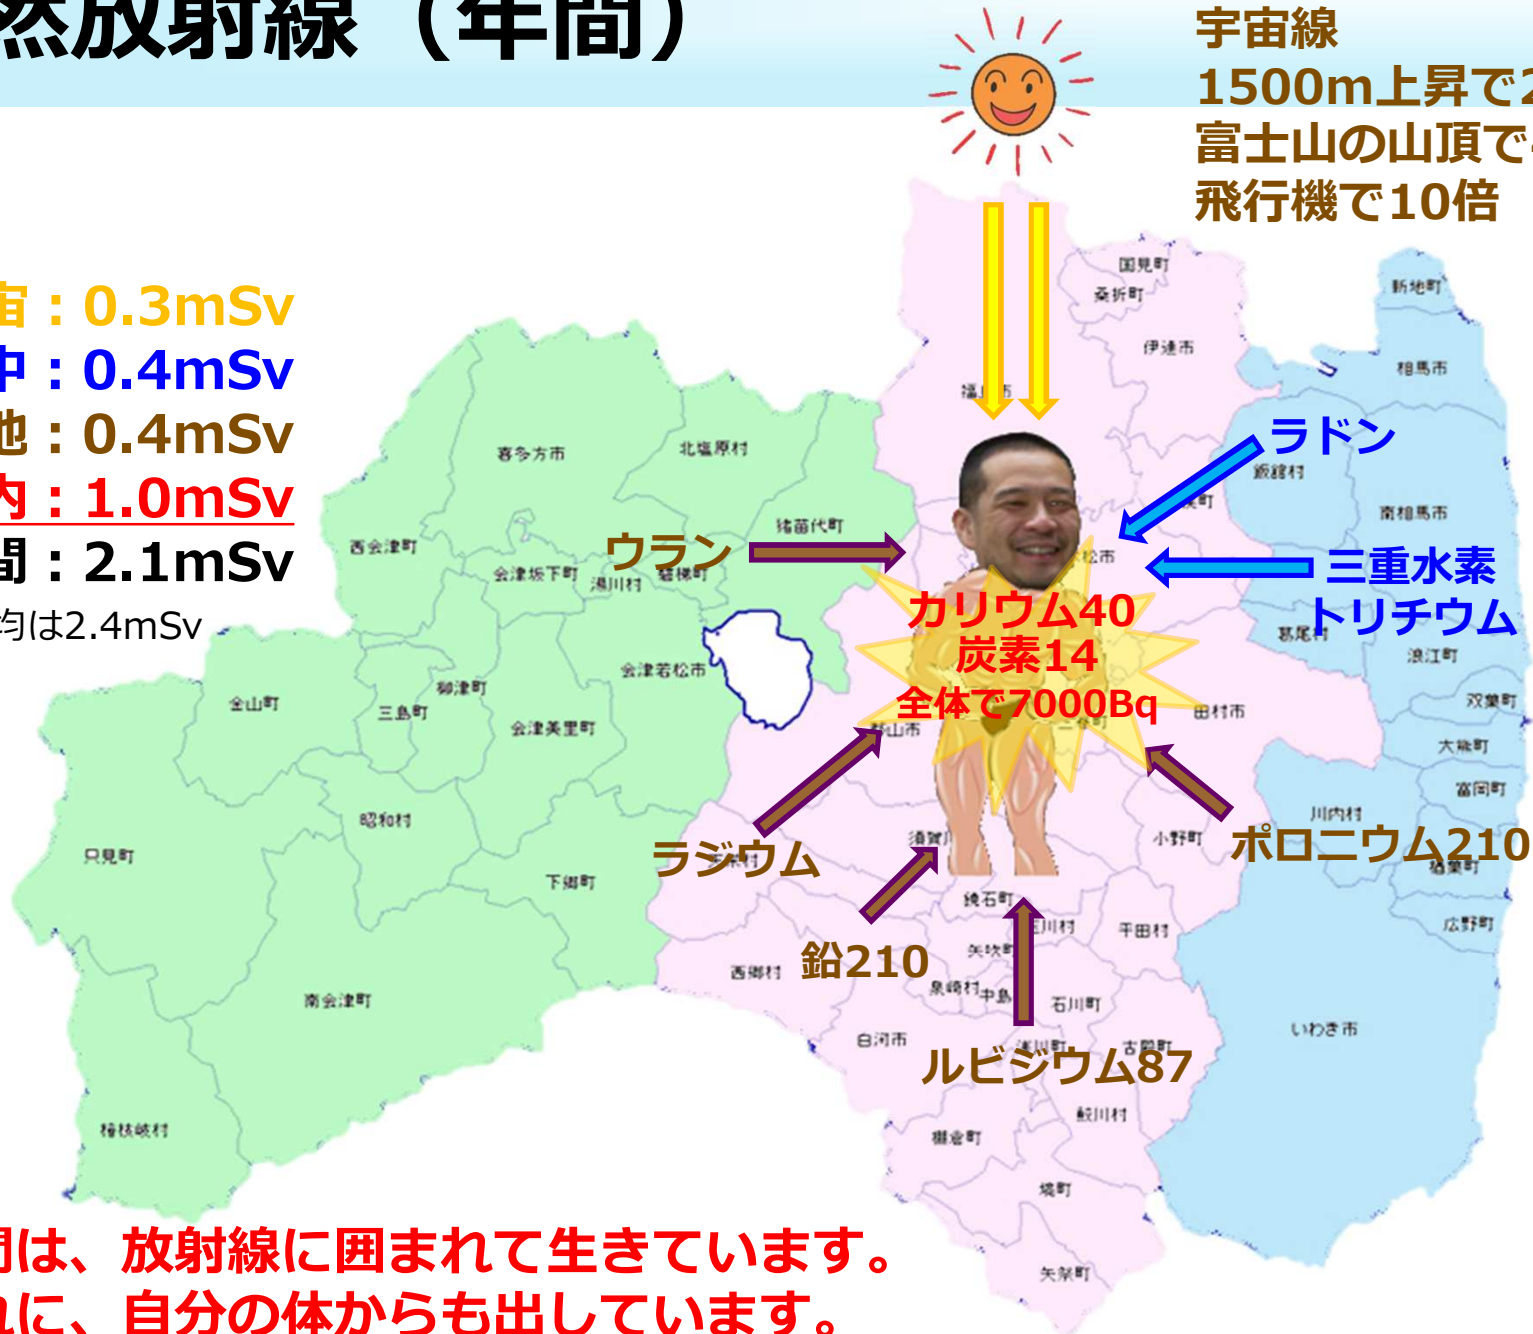 然放射線（年間）
宇宙線
1500m上昇で2
富士山の山頂で
飛行機で10倍
宙：0.3mSv
中：0.4mSv
地：0.4mSv
内：1.0mSv
間：2.1mSv
均は2.4mSv
国見町
桑折町
伊達市
新地町
相馬市
ラドン
飯舘村
南相馬市
喜多方市
北塩原村
猪苗代町
西会津町
会津坂下町
湯川村
磐梯町
ウラン
三重水素
トリチウム
カリウム40
炭素14
全体で7000Bq
葛尾村
浪江町
双葉町
大熊町
富岡町
会津若松市
金山町
三島町
柳津町
会津美里町
田村市
昭和村
只見町
下郷町
川内村
小野町
ラジウム
ポロニウム210
楢葉町
広野町
鏡石町
玉川村
平田村
矢吹町
鉛210
西郷村
泉崎村
中島
石川町
南会津町
白河市
古殿町
いわき市
ルビジウム87
鮫川村
檜枝岐村
棚倉町
塙町
矢祭町
間は、放射線に囲まれて生きています。
れに、自分の体からも出しています。